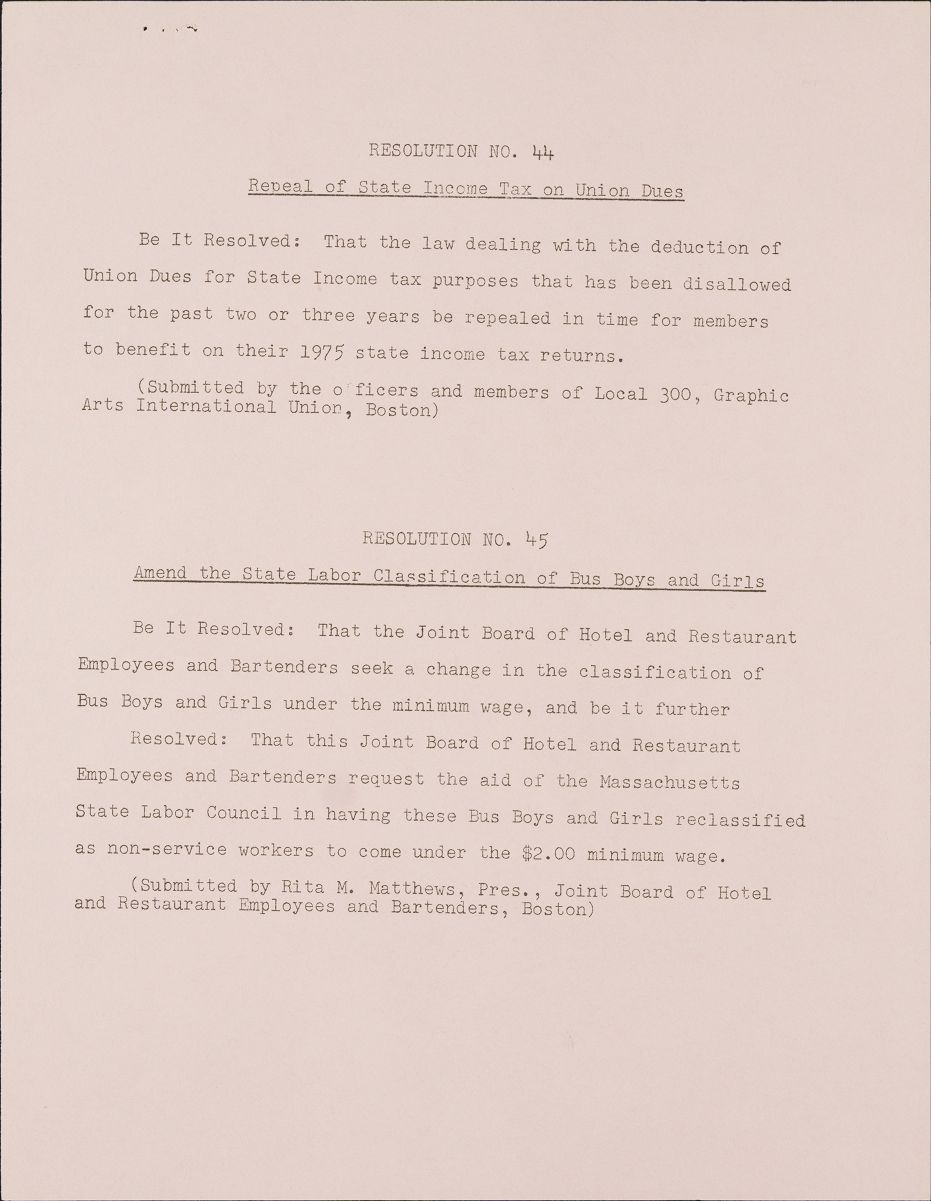 RESOLUTION NO. 44
Repeal of State Income Tax on Union Dues
Be It Resolved: That the law dealing with the deduction of
Union Dues for State Income tax purposes that has been disallowed
for the past two or three years be repealed in time for members
to benefit on their 1975 state income tax returns.
(Submitted by the officers and members of Local 300, Graphic
Arts International Union, Boston)
RESOLUTION NO. 45
Amend the State Labor Classification of Bus Boys and Girls
Be It Resolved: That the Joint Board of Hotel and Restaurant
Employees and Bartenders seek a change in the classification of
Bus Boys and Girls under the minimum wage, and be it further
Resolved: That this Joint Board of Hotel and Restaurant
Employees and Bartenders request the aid of the Massachusetts
State Labor Council in having these Bus Boys and Girls reclassified
as non-service workers to come under the $2.00 minimum wage.
(Submitted by Rita M. Matthews, Pres., Joint Board of Hotel
and Restaurant Employees and Bartenders, Boston)